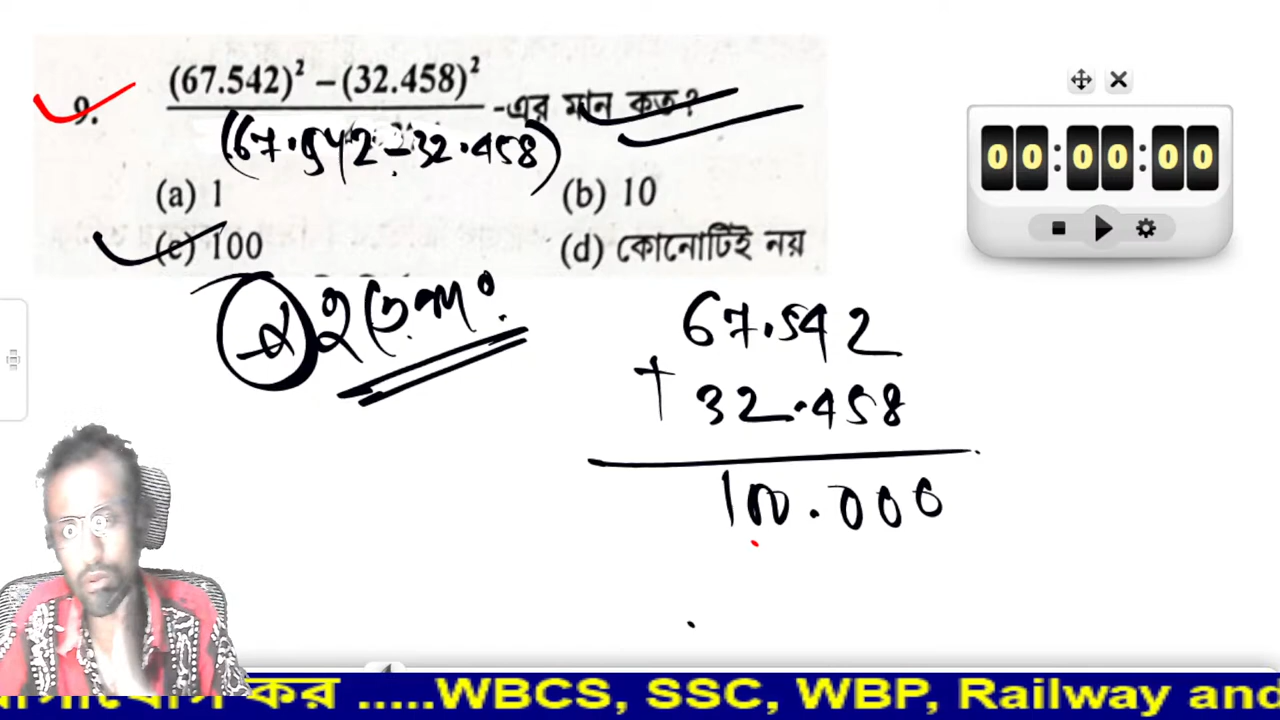 (67.542)² – (32.458)²
9. -এর মান কত?
(67.542–32.458)
(a) 1 (b) 10
(c) 100 (d) কোনোটিই নয়
67.542
+ 32.458
100.000
00:00:00
কর .....WBCS, SSC, WBP, Railway and